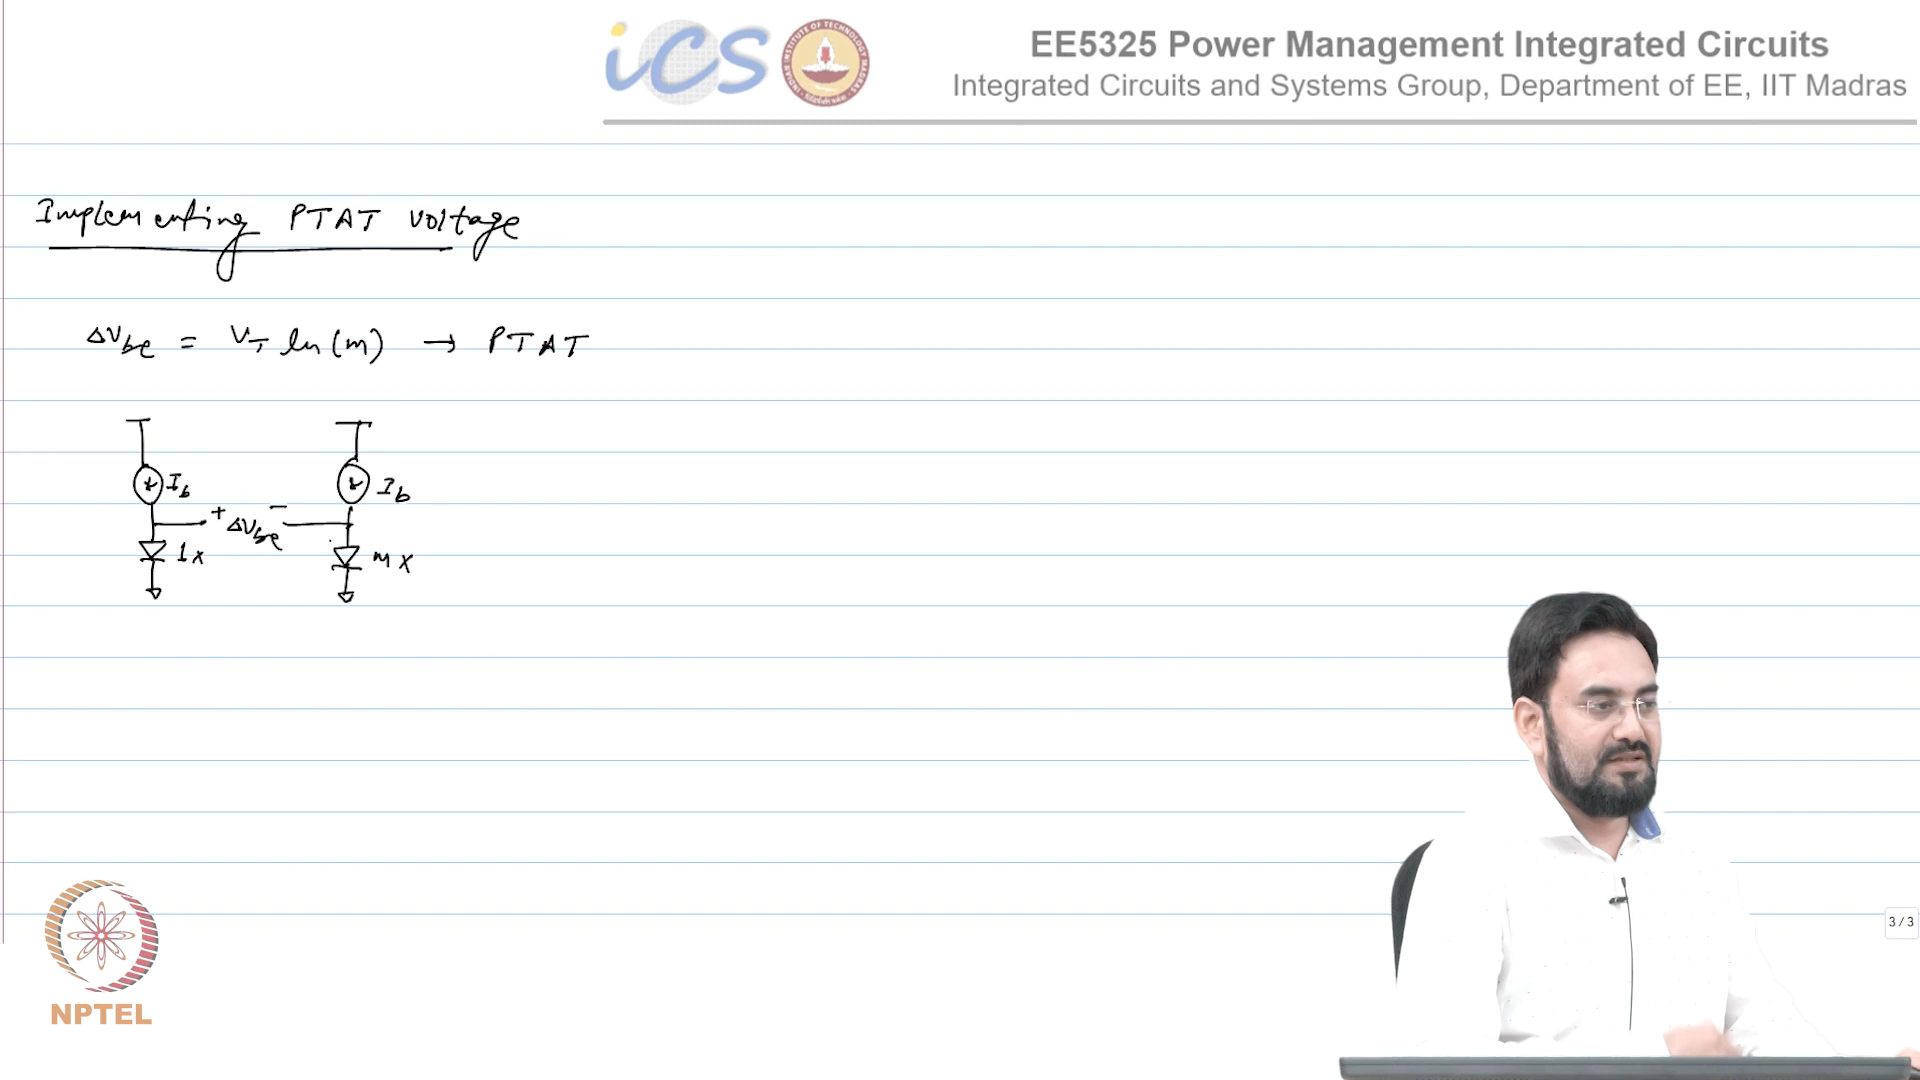 iCS
EE5325 Power Management Integrated Circuits
Integrated Circuits and Systems Group, Department of EE, IIT Madras
Implementing PTAT voltage
ΔVbe = VT ln(m) → PTAT
Ib
Ib
+ ΔVbe −
1x
mx
3 / 3
NPTEL